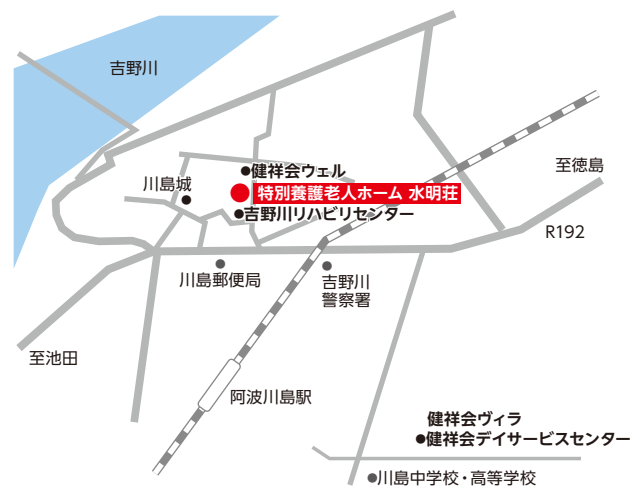 吉野川
健祥会ウェル
至徳島
川島城
特別養護老人ホーム 水明荘
吉野川リハビリセンター
R192
川島郵便局
吉野川
警察署
至池田
阿波川島駅
健祥会ヴィラ
健祥会デイサービスセンター
川島中学校・高等学校